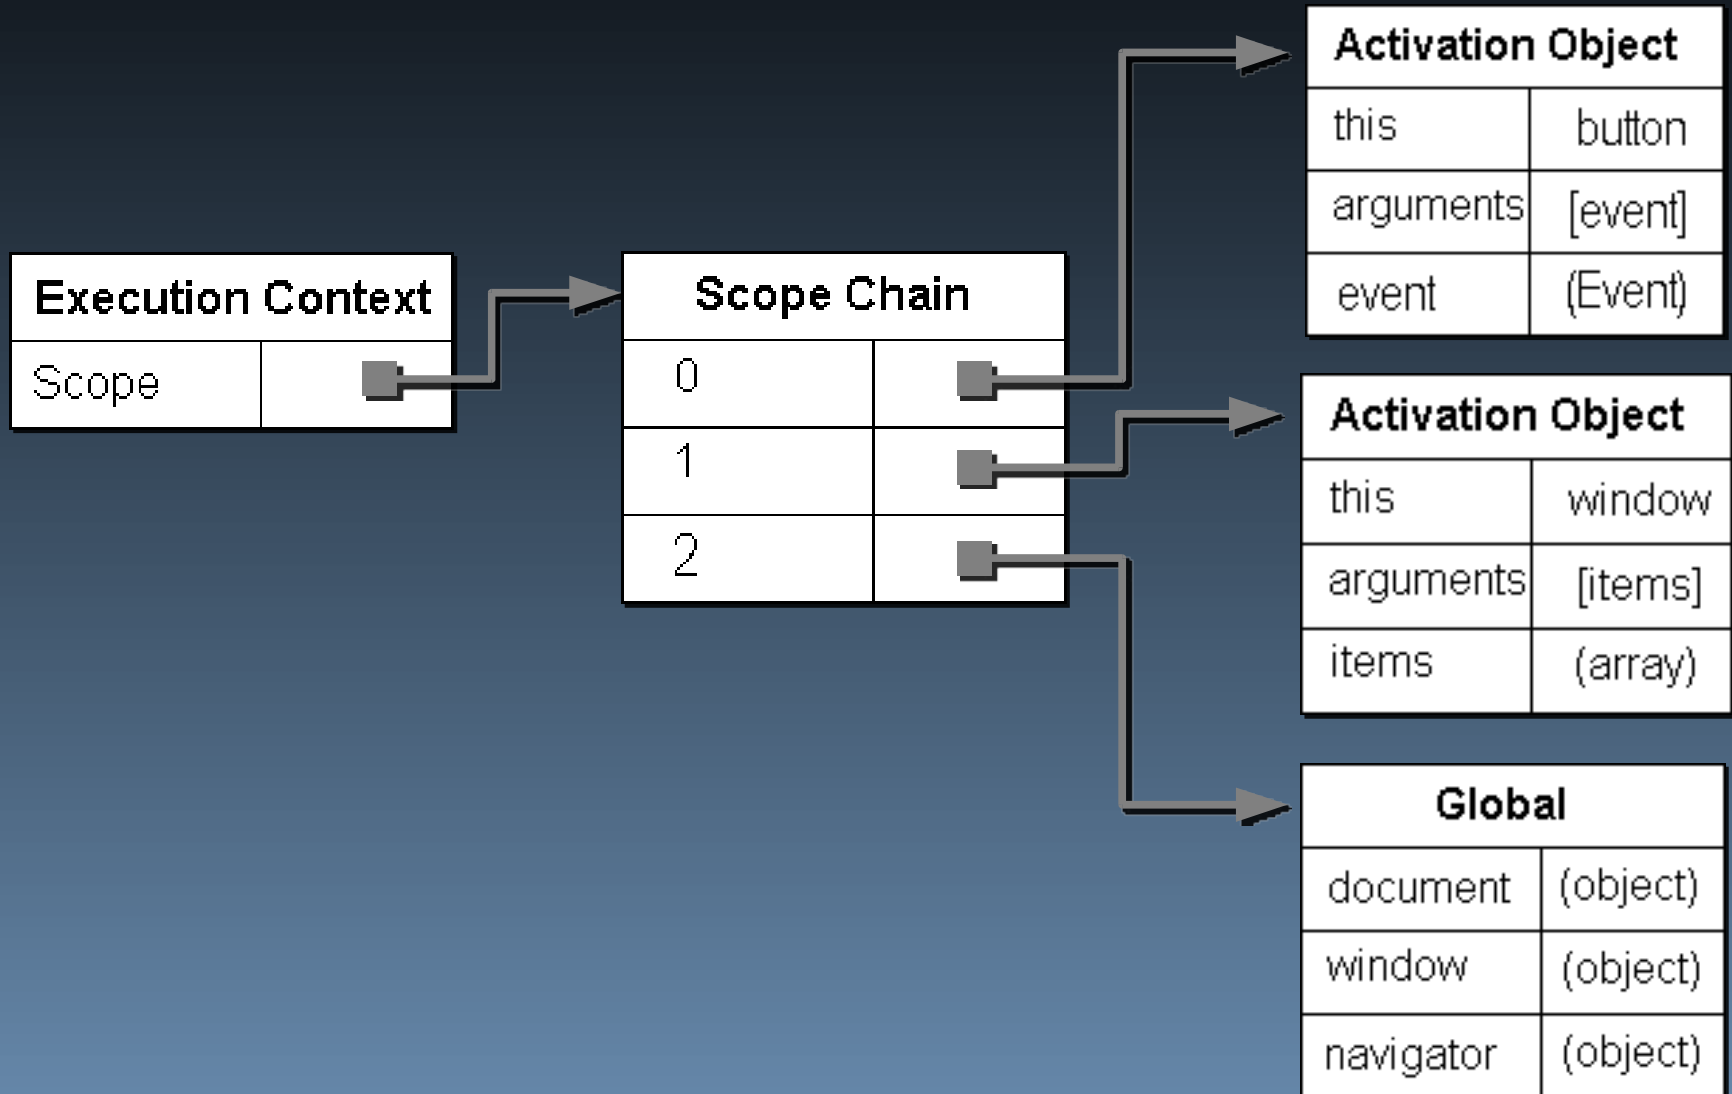 Execution Context
Scope
Scope Chain
0
1
2
Activation Object
this button
arguments [event]
event (Event)
Activation Object
this window
arguments [items]
items (array)
Global
document (object)
window (object)
navigator (object)